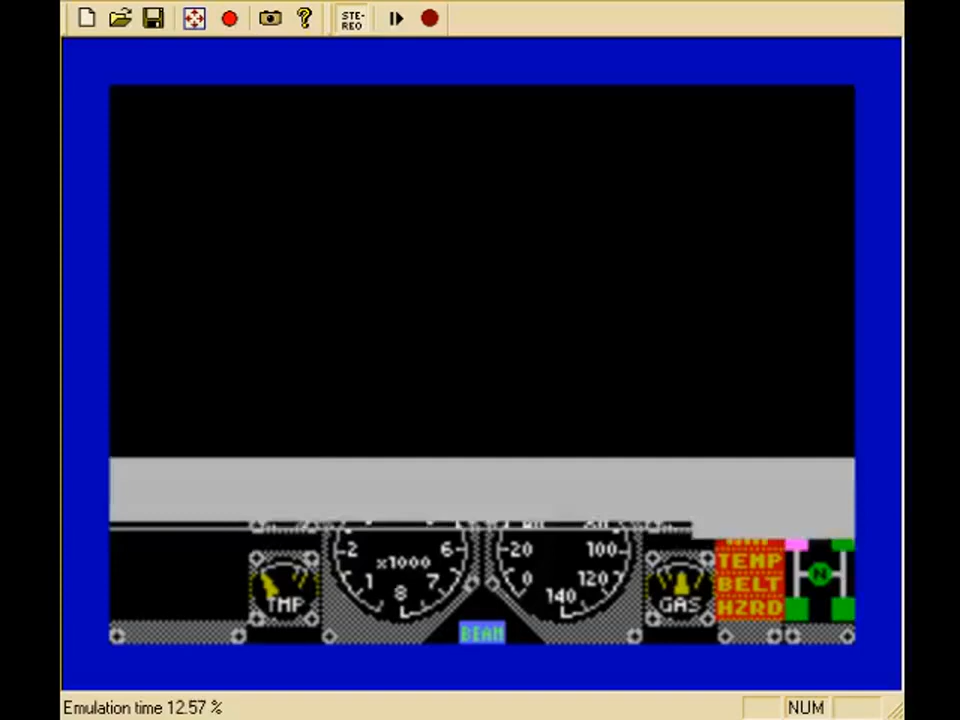 STE-
REO
2 6 20 100
x1000
1 7 0 120
8 140
TEMP
BELT
HZRD
TMP GAS
N
BEAM
Emulation time 12.57 % NUM